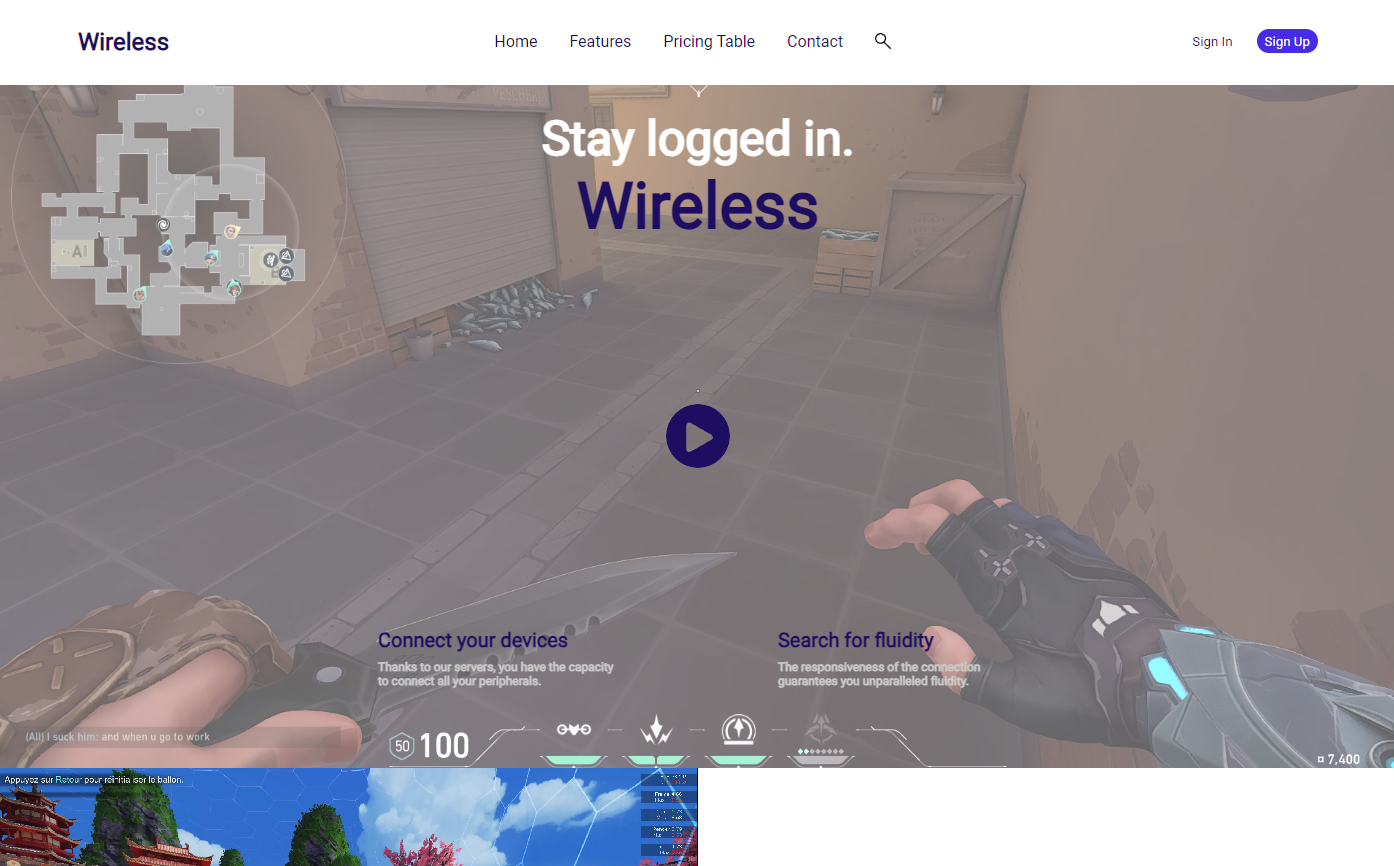 Wireless
Home Features Pricing Table Contact
Sign In Sign Up
Stay logged in.
Wireless
A
Connect your devices
Thanks to our servers, you have the capacity
to connect all your peripherals.
Search for fluidity
The responsiveness of the connection
guarantees you unparalleled fluidity.
(All) I suck him: and when u go to work
50 100
7,400
Appuyez sur Retour pour réinitialiser le ballon.